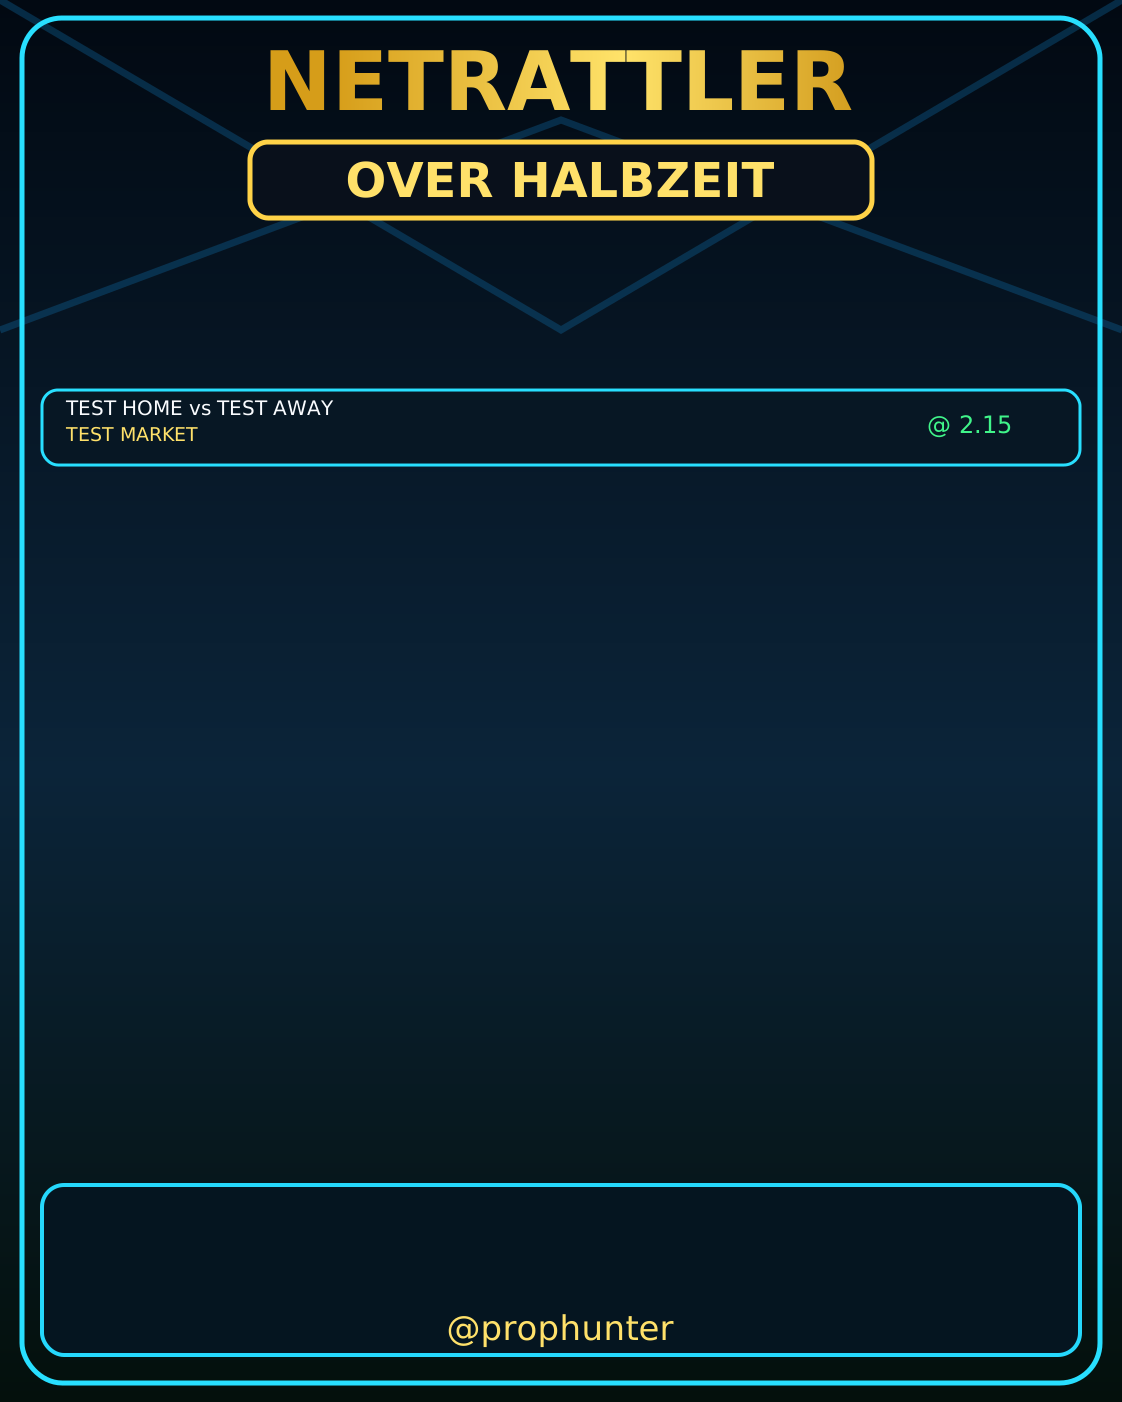 NETRATTLER
OVER HALBZEIT
TEST HOME vs TEST AWAY
TEST MARKET
@ 2.15
@prophunter